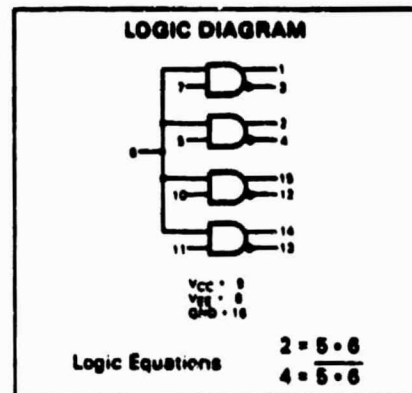 LOGIC DIAGRAM
1
7
3
2
5
4
6
15
10
12
14
11
13
VCC = 9
VEE = 8
GND = 16
2 = 5 • 6
Logic Equations
4 = 5 • 6